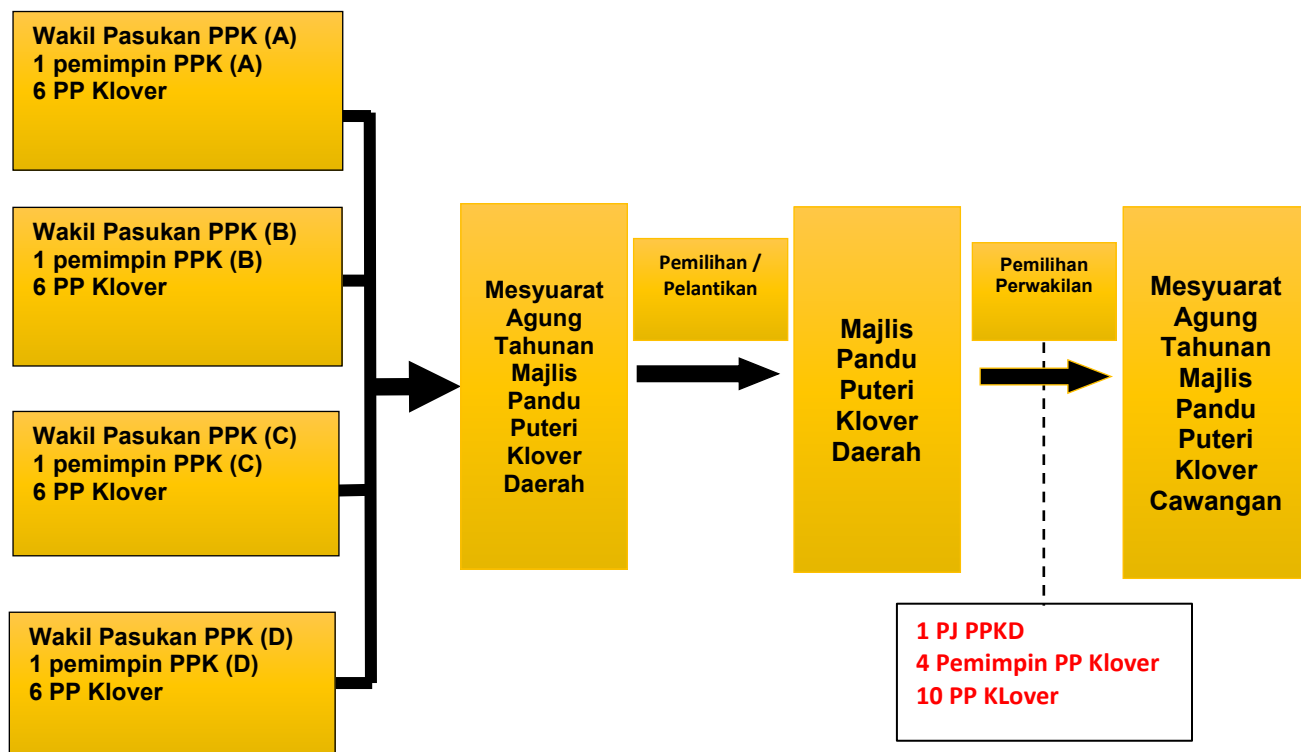 Wakil Pasukan PPK (A)
1 pemimpin PPK (A)
6 PP Klover
Wakil Pasukan PPK (B)
1 pemimpin PPK (B)
6 PP Klover
Wakil Pasukan PPK (C)
1 pemimpin PPK (C)
6 PP Klover
Wakil Pasukan PPK (D)
1 pemimpin PPK (D)
6 PP Klover
Mesyuarat
Agung
Tahunan
Majlis
Pandu
Puteri
Klover
Daerah
Pemilihan /
Pelantikan
Majlis
Pandu
Puteri
Klover
Daerah
Pemilihan
Perwakilan
1 PJ PPKD
4 Pemimpin PP Klover
10 PP KLover
Mesyuarat
Agung
Tahunan
Majlis
Pandu
Puteri
Klover
Cawangan